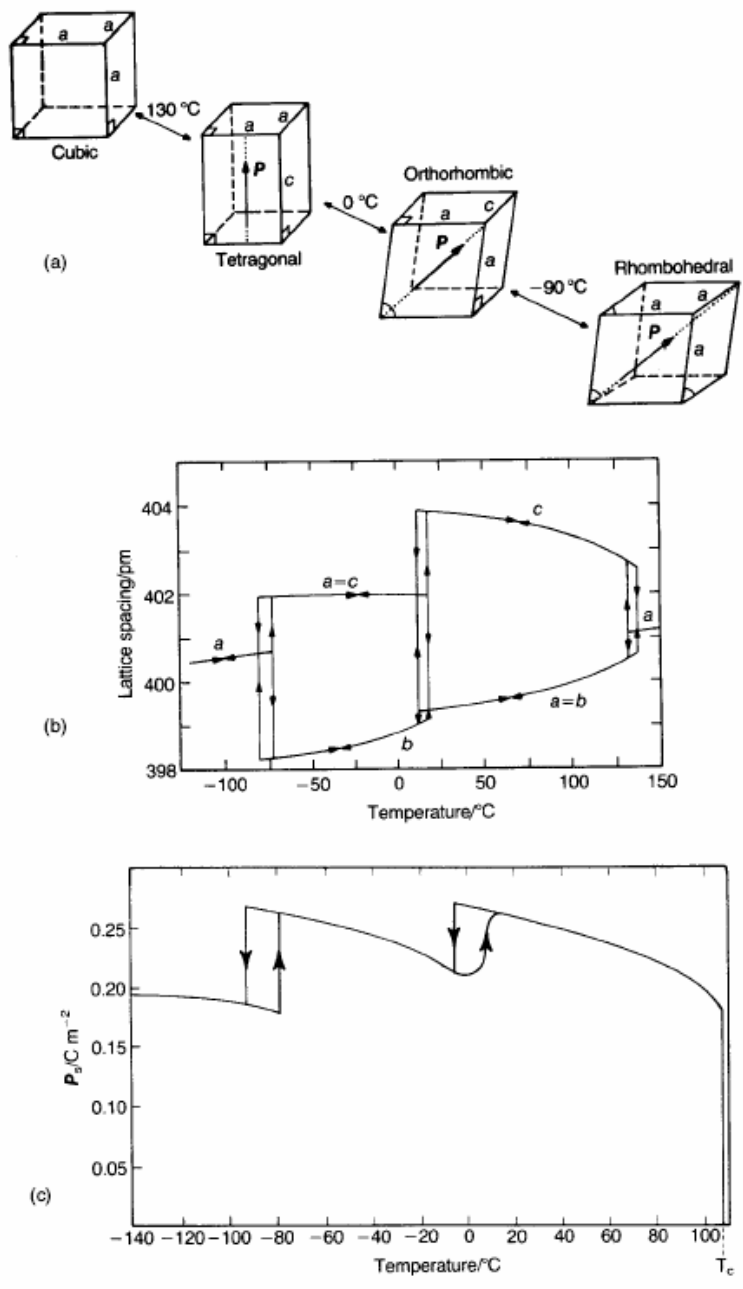 a
a
a
Cubic
130 °C
a
a
P
c
Tetragonal
0 °C
Orthorhombic
a
c
P
a
-90 °C
Rhombohedral
a
a
P
a
(a)
404
402
400
398
Lattice spacing/pm
a
a=c
b
c
a=b
a
−100
−50
0
50
100
150
Temperature/°C
(b)
0.25
0.20
0.15
0.10
0.05
Ps/C m−2
−140 −120 −100 −80 −60 −40 −20 0 20 40 60 80 100
Tc
Temperature/°C
(c)